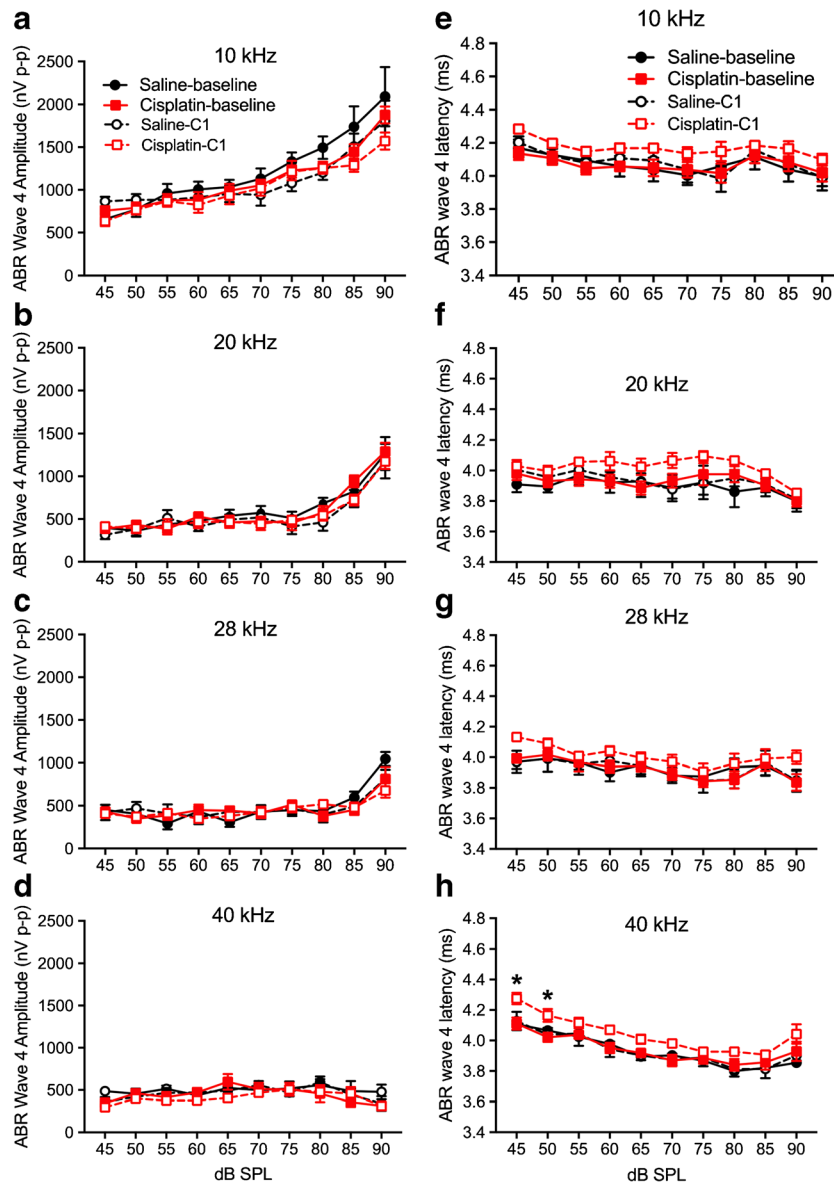 a
10 kHz
ABR Wave 4 Amplitude (nV p-p)
2500
2000
1500
1000
500
0
Saline-baseline
Cisplatin-baseline
Saline-C1
Cisplatin-C1
45 50 55 60 65 70 75 80 85 90
b
20 kHz
ABR Wave 4 Amplitude (nV p-p)
2500
2000
1500
1000
500
0
45 50 55 60 65 70 75 80 85 90
c
28 kHz
ABR Wave 4 Amplitude (nV p-p)
2500
2000
1500
1000
500
0
45 50 55 60 65 70 75 80 85 90
d
40 kHz
ABR Wave 4 Amplitude (nV p-p)
2500
2000
1500
1000
500
0
45 50 55 60 65 70 75 80 85 90
dB SPL
e
10 kHz
ABR wave 4 latency (ms)
4.8
4.6
4.4
4.2
4.0
3.8
3.6
3.4
Saline-baseline
Cisplatin-baseline
Saline-C1
Cisplatin-C1
45 50 55 60 65 70 75 80 85 90
f
20 kHz
ABR wave 4 latency (ms)
4.8
4.6
4.4
4.2
4.0
3.8
3.6
3.4
45 50 55 60 65 70 75 80 85 90
g
28 kHz
ABR wave 4 latency (ms)
4.8
4.6
4.4
4.2
4.0
3.8
3.6
3.4
45 50 55 60 65 70 75 80 85 90
h
40 kHz
ABR wave 4 latency (ms)
4.8
4.6
4.4
4.2
4.0
3.8
3.6
3.4
* *
45 50 55 60 65 70 75 80 85 90
dB SPL